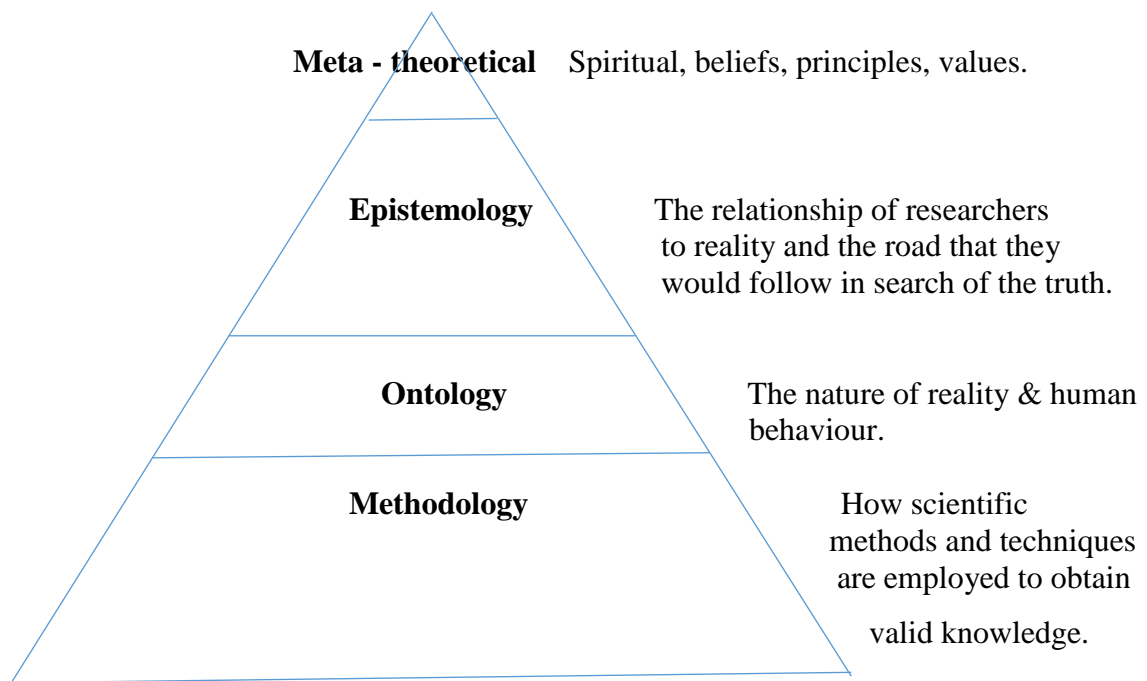 Meta - theoretical Spiritual, beliefs, principles, values.
Epistemology The relationship of researchers
to reality and the road that they
would follow in search of the truth.
Ontology The nature of reality & human
behaviour.
Methodology How scientific
methods and techniques
are employed to obtain
valid knowledge.